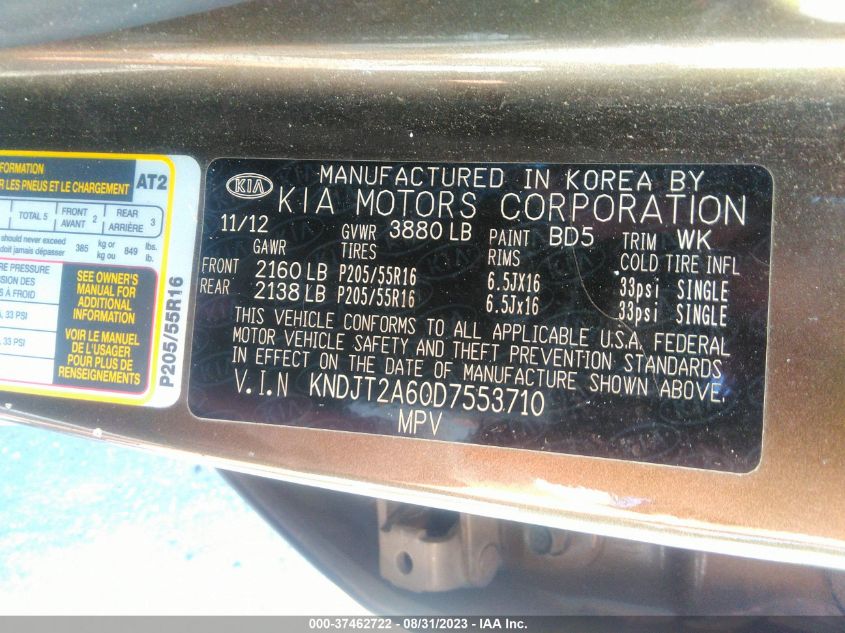 FORMATION
R LES PNEUS ET LE CHARGEMENT AT2
TOTAL 5 FRONT AVANT 2 REAR ARRIÈRE 3
should never exceed 385 kg or 849 lbs.
doit jamais dépasser kg ou lb.
RE PRESSURE
PRESSION
S À FROID
33 PSI
33 PSI
SEE OWNER'S
MANUAL FOR
ADDITIONAL
INFORMATION
VOIR LE MANUEL
DE L'USAGER
POUR PLUS DE
RENSEIGNEMENTS
P205/55R16
KIA
MANUFACTURED IN KOREA BY
KIA MOTORS CORPORATION
11/12 GVWR 3880 LB PAINT BD5 TRIM WK
GAWR TIRES RIMS COLD TIRE INFL
FRONT 2160 LB P205/55R16 6.5JX16 33psi SINGLE
REAR 2138 LB P205/55R16 6.5Jx16 33psi SINGLE
THIS VEHICLE CONFORMS TO ALL APPLICABLE U.S.A. FEDERAL
MOTOR VEHICLE SAFETY AND THEFT PREVENTION STANDARDS
IN EFFECT ON THE DATE OF MANUFACTURE SHOWN ABOVE.
V.I.N KNDJT2A60D7553710
MPV
000-37462722 - 08/31/2023 - IAA Inc.